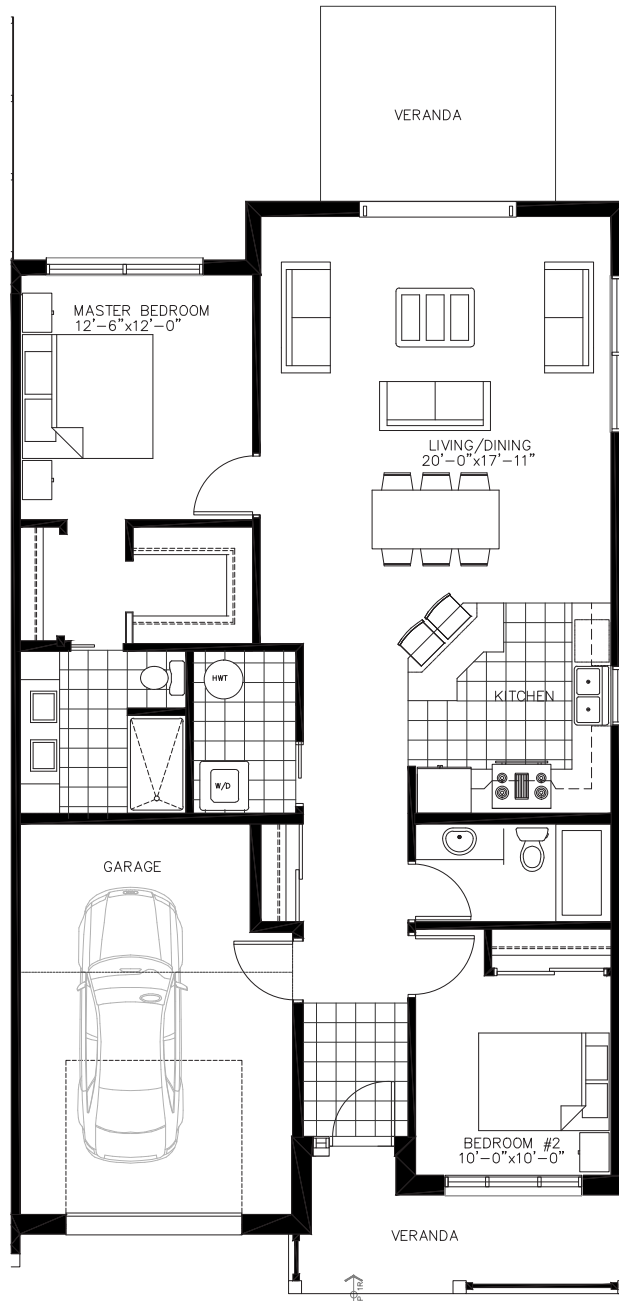 VERANDA
MASTER BEDROOM
12'-6"x12'-0"
LIVING/DINING
20'-0"x17'-11"
HWT
KITCHEN
W/D
GARAGE
BEDROOM #2
10'-0"x10'-0"
VERANDA